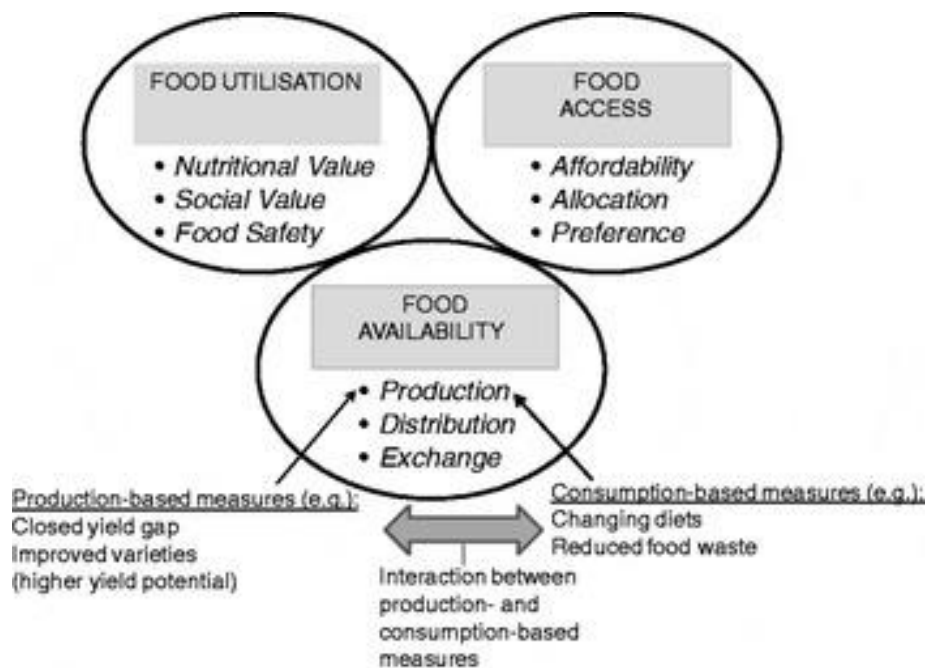 FOOD UTILISATION
• Nutritional Value
• Social Value
• Food Safety
FOOD
ACCESS
• Affordability
• Allocation
• Preference
FOOD
AVAILABILITY
• Production
• Distribution
• Exchange
Production-based measures (e.g.):
Closed yield gap
Improved varieties
(higher yield potential)
Consumption-based measures (e.g.):
Changing diets
Reduced food waste
Interaction between
production- and
consumption-based
measures